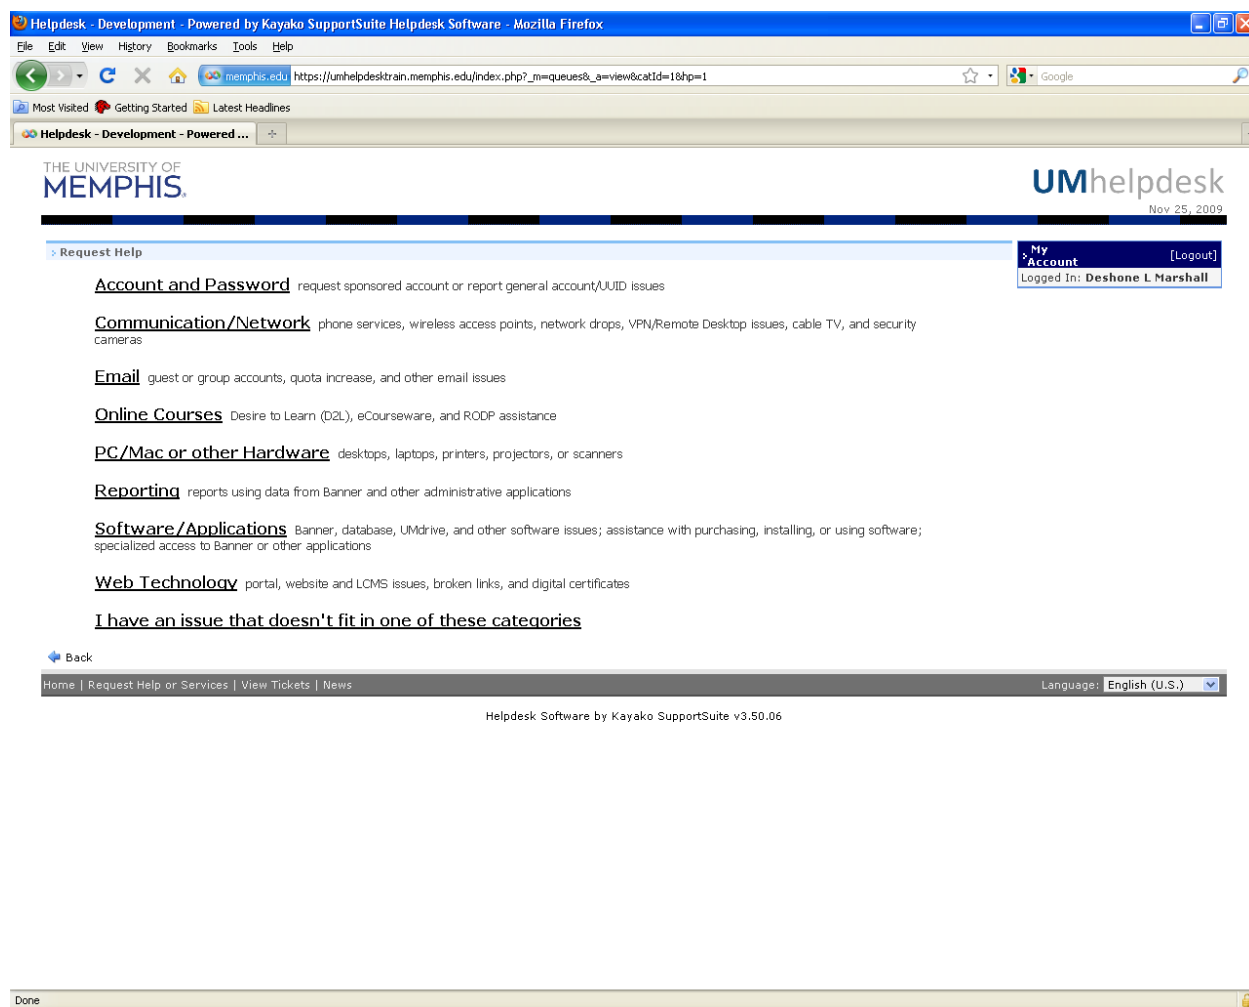 Helpdesk - Development - Powered by Kayako SupportSuite Helpdesk Software - Mozilla Firefox
File Edit View History Bookmarks Tools Help
memphis.edu https://umhelpdesktrain.memphis.edu/index.php?_m=queues&_a=view&catId=1&hp=1 Google
Most Visited Getting Started Latest Headlines
Helpdesk - Development - Powered ...
THE UNIVERSITY OF
MEMPHIS.
UMhelpdesk
Nov 25, 2009
Request Help
My Account [Logout]
Logged In: Deshone L Marshall
Account and Password request sponsored account or report general account/UUID issues
Communication/Network phone services, wireless access points, network drops, VPN/Remote Desktop issues, cable TV, and security
cameras
Email guest or group accounts, quota increase, and other email issues
Online Courses Desire to Learn (D2L), eCourseware, and RODP assistance
PC/Mac or other Hardware desktops, laptops, printers, projectors, or scanners
Reporting reports using data from Banner and other administrative applications
Software/Applications Banner, database, UMdrive, and other software issues; assistance with purchasing, installing, or using software;
specialized access to Banner or other applications
Web Technology portal, website and LCMS issues, broken links, and digital certificates
I have an issue that doesn't fit in one of these categories
Back
Home | Request Help or Services | View Tickets | News Language: English (U.S.)
Helpdesk Software by Kayako SupportSuite v3.50.06
Done